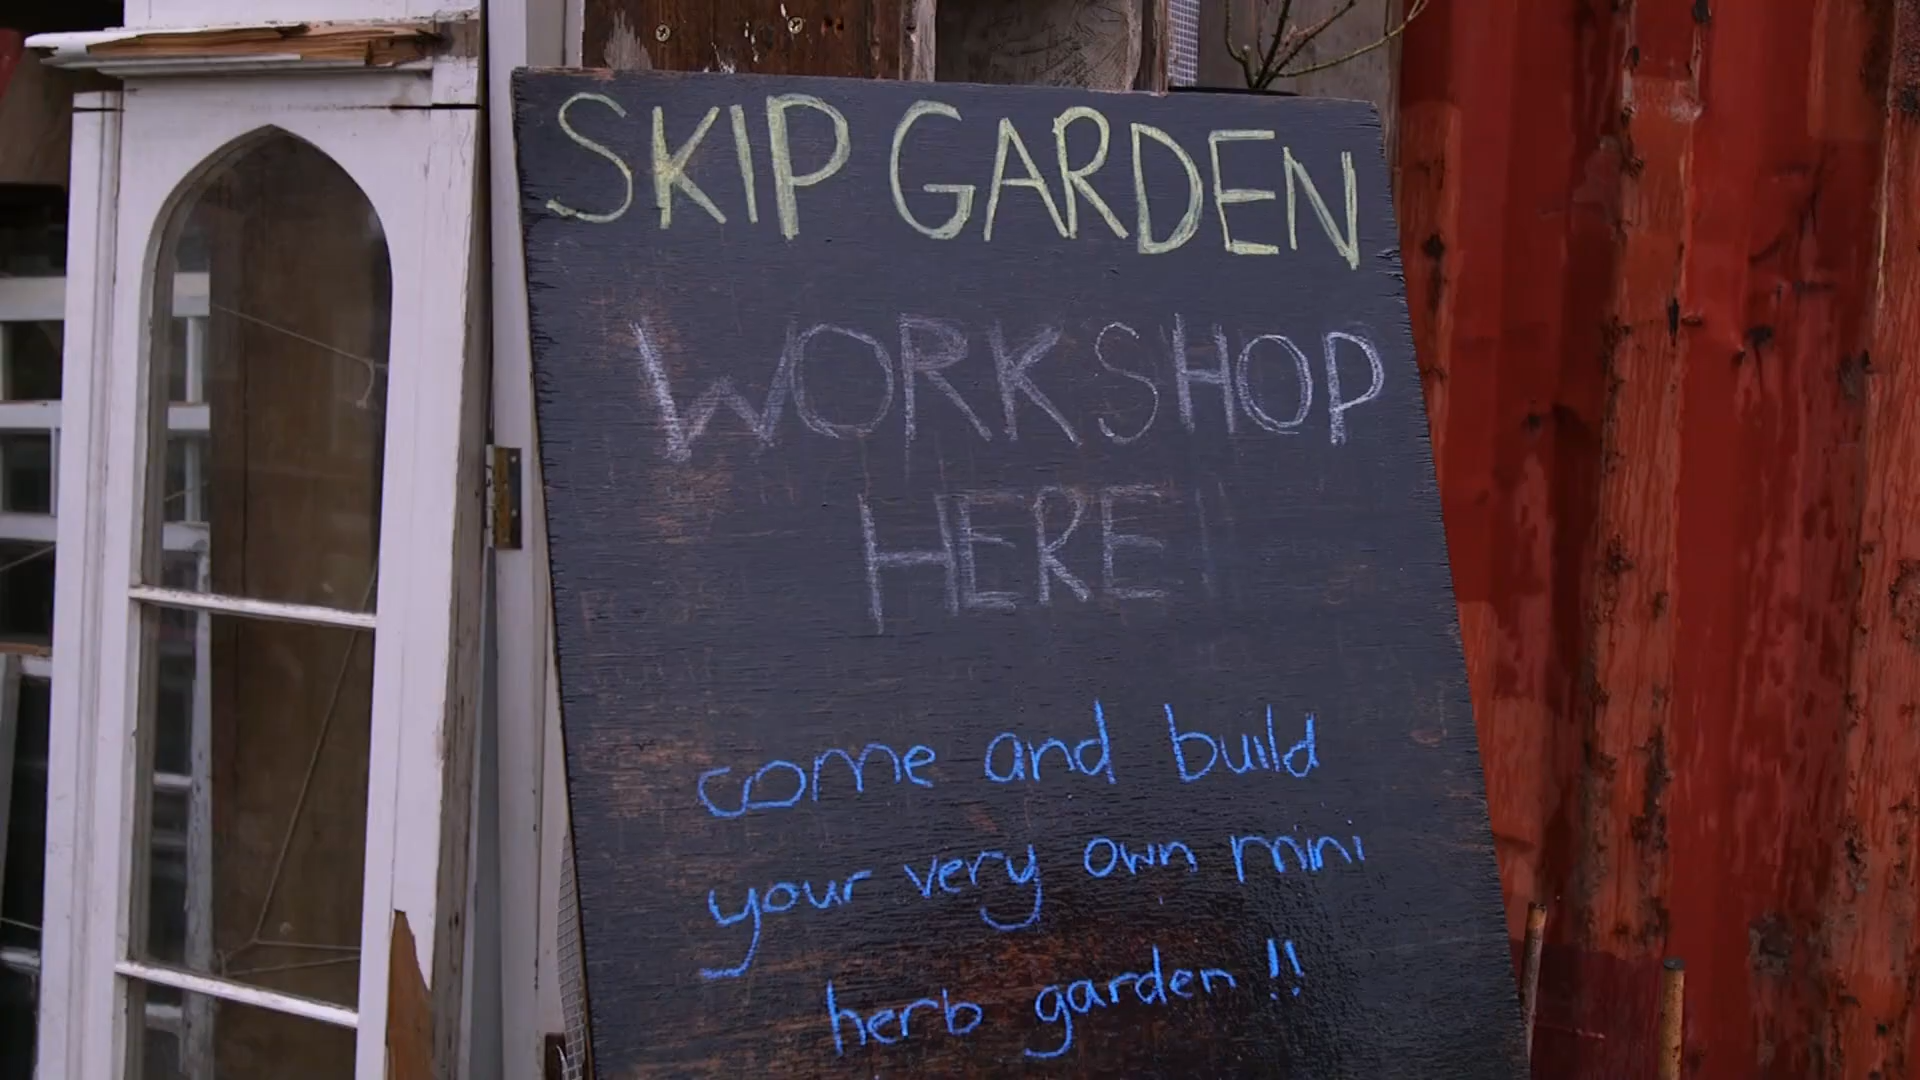 SKIP GARDEN
WORKSHOP
HERE
come and build
your very own mini
herb garden !!